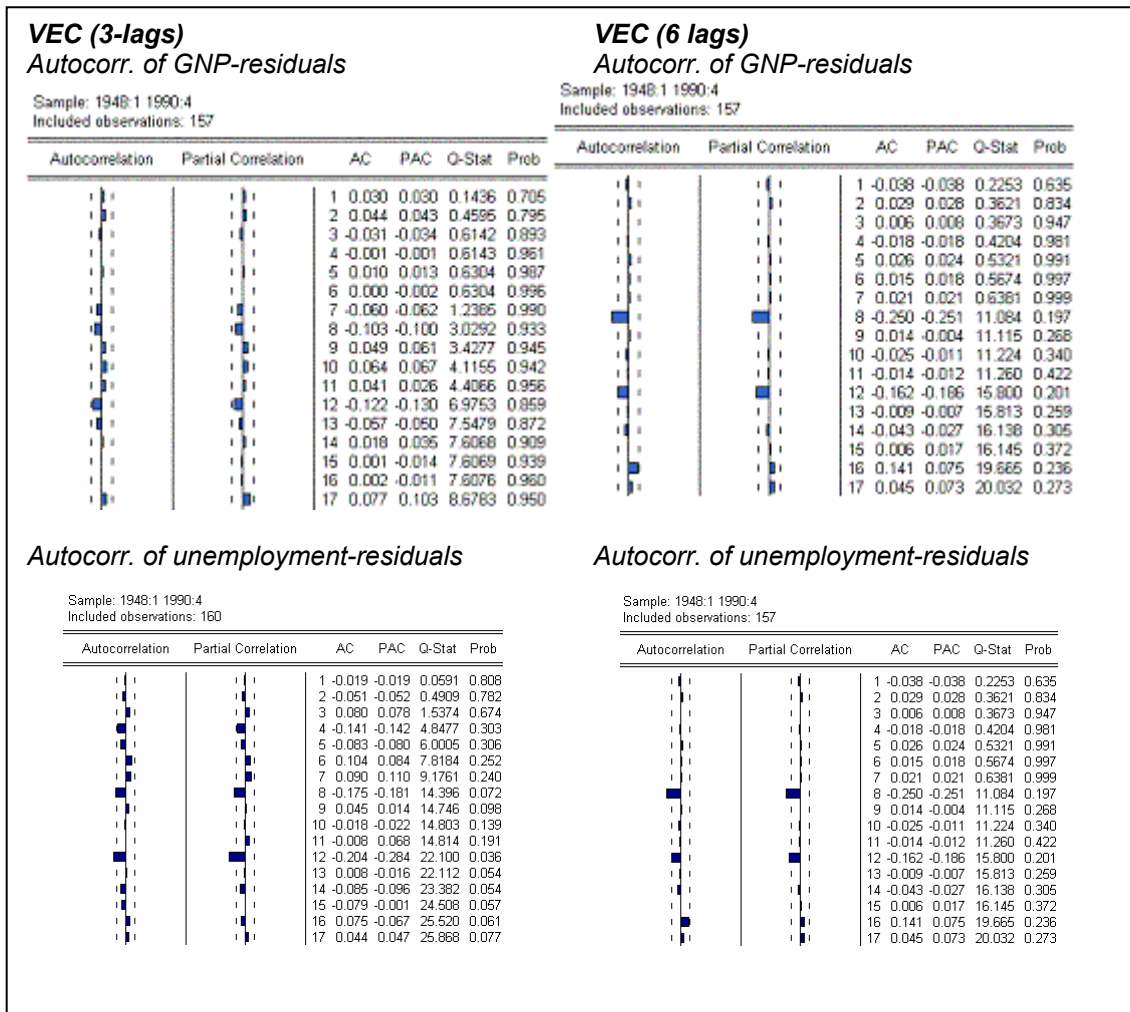 VEC (3-lags)
Autocorr. of GNP-residuals
Sample: 1948:1 1990:4
Included observations: 157
Autocorrelation Partial Correlation AC PAC Q-Stat Prob
1 0.030 0.030 0.1436 0.705
2 0.044 0.043 0.4595 0.795
3 -0.031 -0.034 0.6142 0.893
4 -0.001 -0.001 0.6143 0.961
5 0.010 0.013 0.6304 0.987
6 0.000 -0.002 0.6304 0.996
7 -0.060 -0.062 1.2385 0.990
8 -0.103 -0.100 3.0292 0.933
9 0.049 0.061 3.4277 0.945
10 0.064 0.067 4.1155 0.942
11 0.041 0.026 4.4066 0.956
12 -0.122 -0.130 6.9753 0.859
13 -0.057 -0.050 7.5479 0.872
14 0.018 0.035 7.6068 0.909
15 0.001 -0.014 7.6069 0.939
16 0.002 -0.011 7.6076 0.960
17 0.077 0.103 8.6783 0.950
VEC (6 lags)
Autocorr. of GNP-residuals
Sample: 1948:1 1990:4
Included observations: 157
Autocorrelation Partial Correlation AC PAC Q-Stat Prob
1 -0.038 -0.038 0.2253 0.635
2 0.029 0.028 0.3621 0.834
3 0.006 0.008 0.3673 0.947
4 -0.018 -0.018 0.4204 0.981
5 0.026 0.024 0.5321 0.991
6 0.015 0.018 0.5674 0.997
7 0.021 0.021 0.6381 0.999
8 -0.250 -0.251 11.084 0.197
9 0.014 -0.004 11.115 0.268
10 -0.025 -0.011 11.224 0.340
11 -0.014 -0.012 11.260 0.422
12 -0.162 -0.186 15.800 0.201
13 -0.009 -0.007 15.813 0.259
14 -0.043 -0.027 16.138 0.305
15 0.006 0.017 16.145 0.372
16 0.141 0.075 19.665 0.236
17 0.045 0.073 20.032 0.273
Autocorr. of unemployment-residuals
Sample: 1948:1 1990:4
Included observations: 160
Autocorrelation Partial Correlation AC PAC Q-Stat Prob
1 -0.019 -0.019 0.0591 0.808
2 -0.051 -0.052 0.4909 0.782
3 0.080 0.078 1.5374 0.674
4 -0.141 -0.142 4.8477 0.303
5 -0.083 -0.080 6.0005 0.306
6 0.104 0.084 7.8184 0.252
7 0.090 0.110 9.1761 0.240
8 -0.175 -0.181 14.396 0.072
9 0.045 0.014 14.746 0.098
10 -0.018 -0.022 14.803 0.139
11 -0.008 0.068 14.814 0.191
12 -0.204 -0.284 22.100 0.036
13 0.008 -0.016 22.112 0.054
14 -0.085 -0.096 23.382 0.054
15 -0.079 -0.001 24.508 0.057
16 0.075 -0.067 25.520 0.061
17 0.044 0.047 25.868 0.077
Autocorr. of unemployment-residuals
Sample: 1948:1 1990:4
Included observations: 157
Autocorrelation Partial Correlation AC PAC Q-Stat Prob
1 -0.038 -0.038 0.2253 0.635
2 0.029 0.028 0.3621 0.834
3 0.006 0.008 0.3673 0.947
4 -0.018 -0.018 0.4204 0.981
5 0.026 0.024 0.5321 0.991
6 0.015 0.018 0.5674 0.997
7 0.021 0.021 0.6381 0.999
8 -0.250 -0.251 11.084 0.197
9 0.014 -0.004 11.115 0.268
10 -0.025 -0.011 11.224 0.340
11 -0.014 -0.012 11.260 0.422
12 -0.162 -0.186 15.800 0.201
13 -0.009 -0.007 15.813 0.259
14 -0.043 -0.027 16.138 0.305
15 0.006 0.017 16.145 0.372
16 0.141 0.075 19.665 0.236
17 0.045 0.073 20.032 0.273